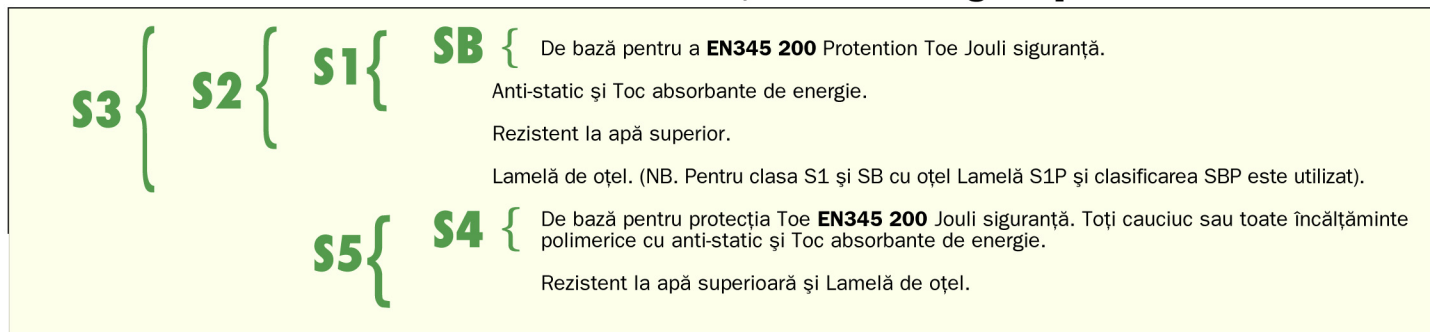 SB { De bază pentru a EN345 200 Protention Toe Jouli siguranță.
S1 {
Anti-static şi Toc absorbante de energie.
S2 {
S3 {
Rezistent la apă superior.
Lamelă de oțel. (NB. Pentru clasa S1 şi SB cu oțel Lamelă S1P şi clasificarea SBP este utilizat).
S4 { De bază pentru protecția Toe EN345 200 Jouli siguranță. Toți cauciuc sau toate încălțăminte
polimerice cu anti-static şi Toc absorbante de energie.
S5 {
Rezistent la apă superioară şi Lamelă de oțel.